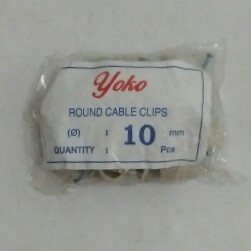 Yoko
ROUND CABLE CLIPS
(Ø) : 10 mm
QUANTITY : Pcs